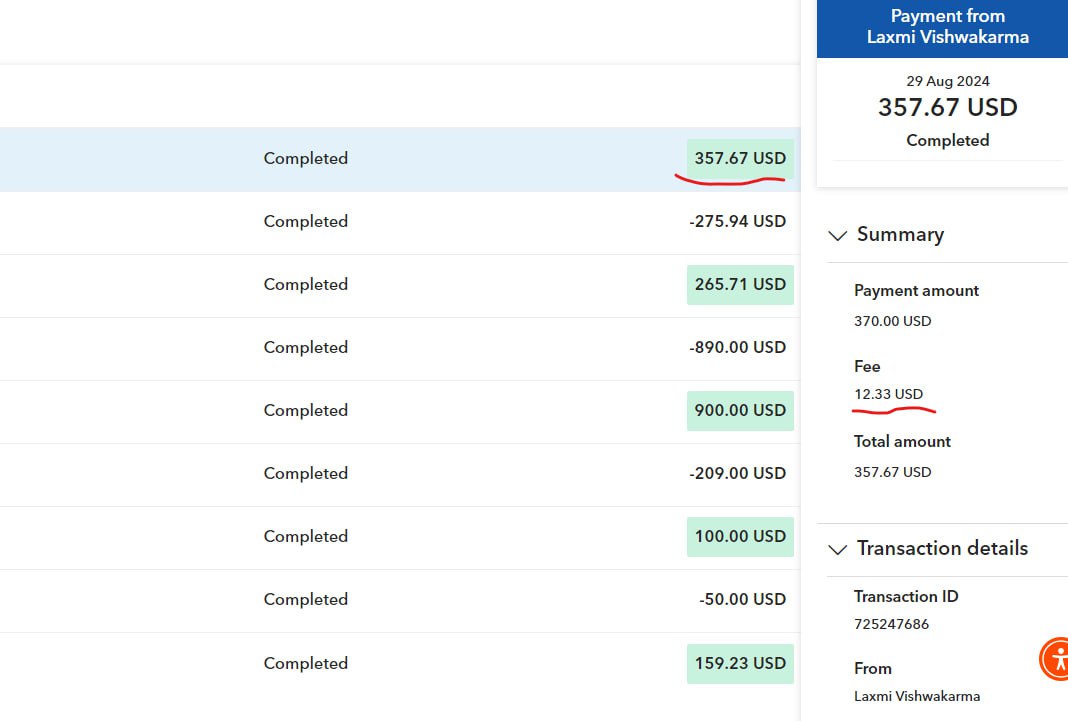 Completed 357.67 USD
Completed -275.94 USD
Completed 265.71 USD
Completed -890.00 USD
Completed 900.00 USD
Completed -209.00 USD
Completed 100.00 USD
Completed -50.00 USD
Completed 159.23 USD
Payment from
Laxmi Vishwakarma
29 Aug 2024
357.67 USD
Completed
Summary
Payment amount
370.00 USD
Fee
12.33 USD
Total amount
357.67 USD
Transaction details
Transaction ID
725247686
From
Laxmi Vishwakarma